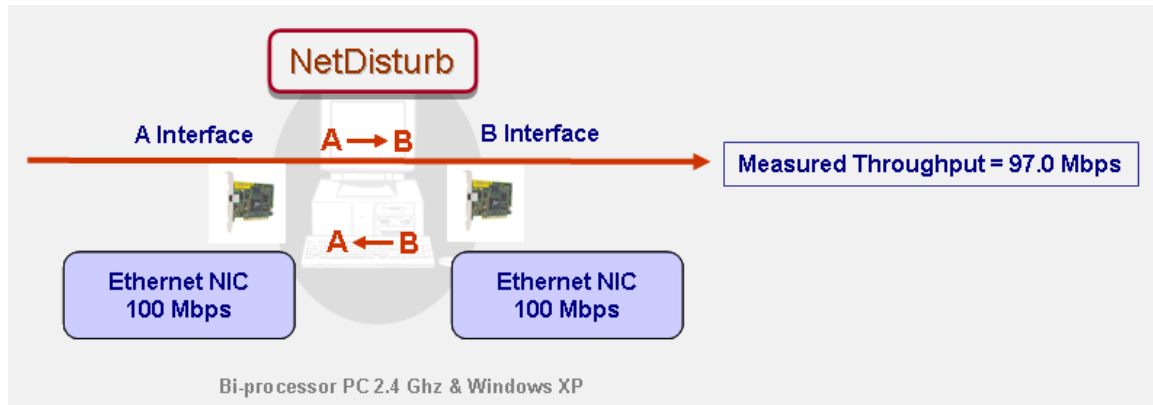 NetDisturb
A Interface
A → B
B Interface
Measured Throughput = 97.0 Mbps
A ← B
Ethernet NIC
100 Mbps
Ethernet NIC
100 Mbps
Bi-processor PC 2.4 Ghz & Windows XP